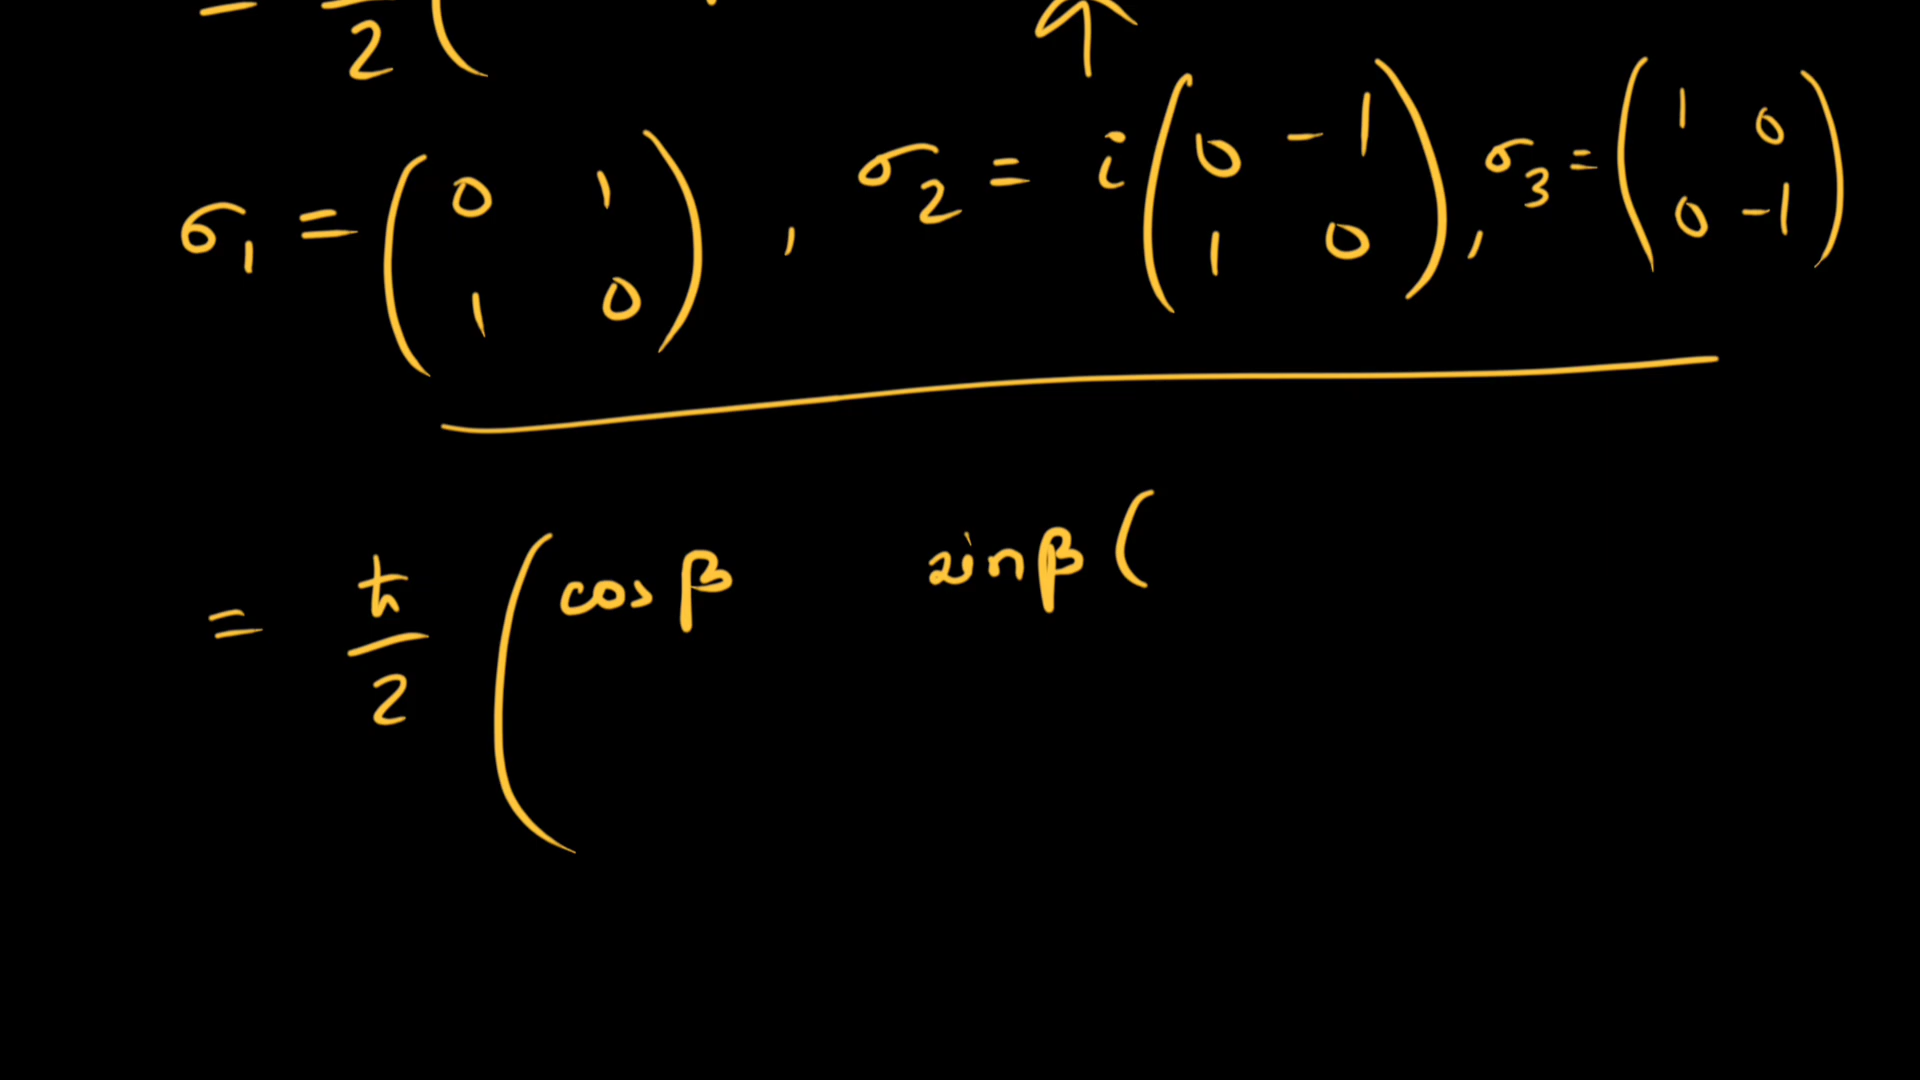 = 2 (
σ₁ = ( 0 1 ; 1 0 ) , σ₂ = i ( 0 -1 ; 1 0 ) , σ₃ = ( 1 0 ; 0 -1 )
= ħ/2 ( cos β sin β (